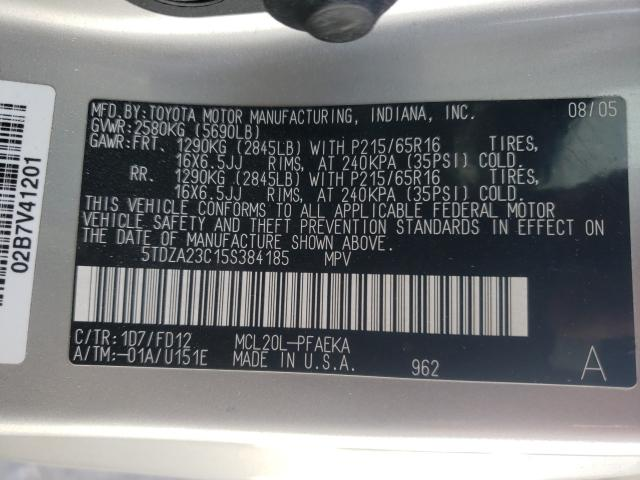 MFD.BY:TOYOTA MOTOR MANUFACTURING, INDIANA, INC. 08/05
GVWR:2580KG (5690LB)
GAWR:FRT. 1290KG (2845LB) WITH P215/65R16 TIRES,
16X6.5JJ RIMS, AT 240KPA (35PSI) COLD.
RR. 1290KG (2845LB) WITH P215/65R16 TIRES,
16X6.5JJ RIMS, AT 240KPA (35PSI) COLD.
THIS VEHICLE CONFORMS TO ALL APPLICABLE FEDERAL MOTOR
VEHICLE SAFETY AND THEFT PREVENTION STANDARDS IN EFFECT ON
THE DATE OF MANUFACTURE SHOWN ABOVE.
5TDZA23C15S384185 MPV
C/TR: 1D7/FD12 MCL20L-PFAEKA
A/TM:-01A/U151E MADE IN U.S.A. 962 A
02B7V41201